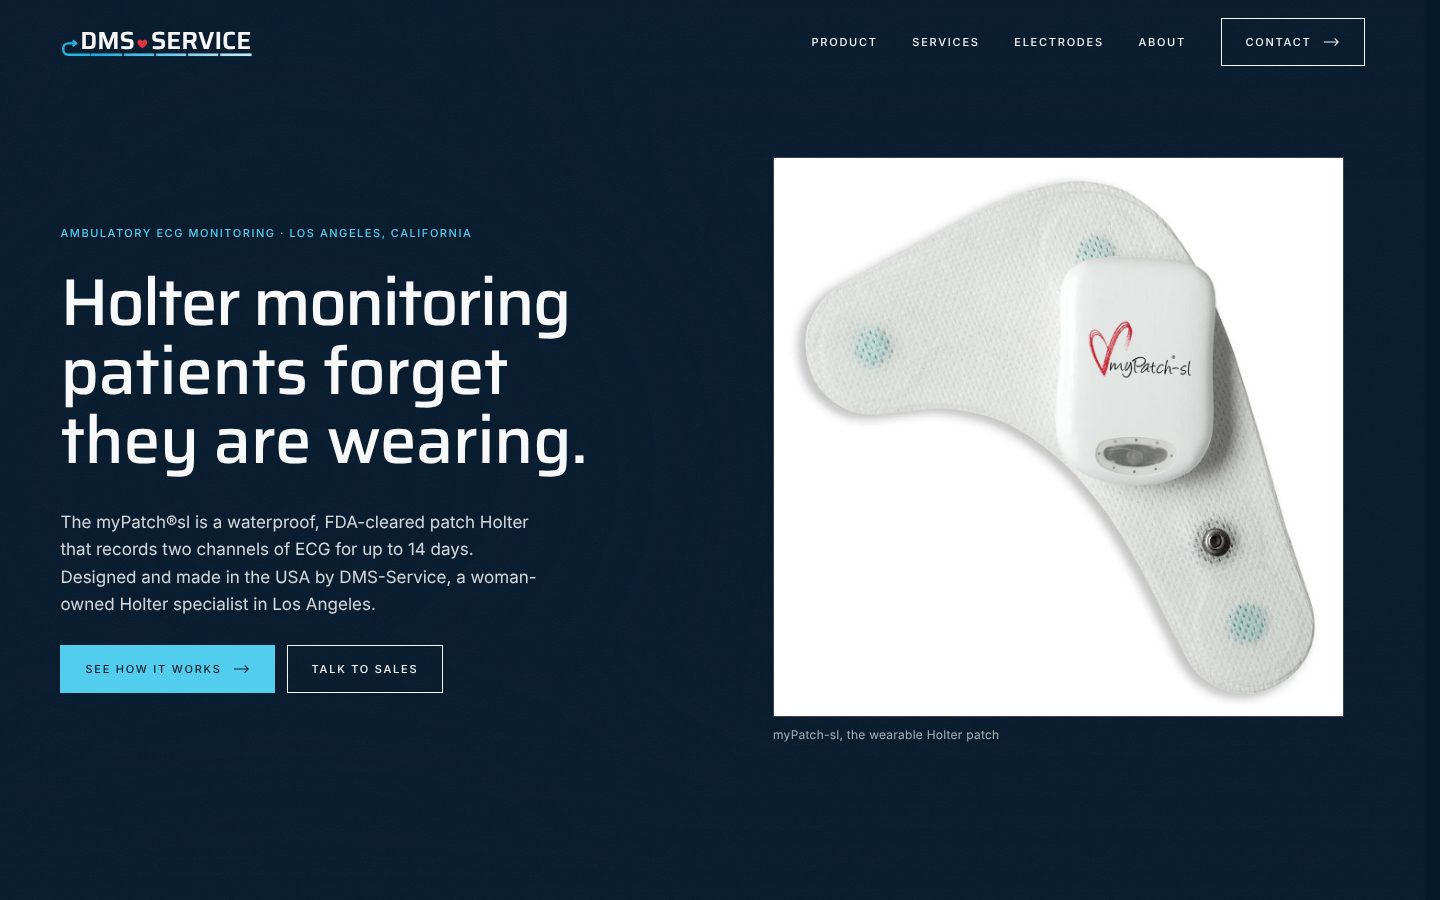 DMS SERVICE
PRODUCT
SERVICES
ELECTRODES
ABOUT
CONTACT
AMBULATORY ECG MONITORING · LOS ANGELES, CALIFORNIA
Holter monitoring
patients forget
they are wearing.
The myPatch®sl is a waterproof, FDA-cleared patch Holter
that records two channels of ECG for up to 14 days.
Designed and made in the USA by DMS-Service, a woman-
owned Holter specialist in Los Angeles.
SEE HOW IT WORKS
TALK TO SALES
myPatch®-sl
myPatch-sl, the wearable Holter patch